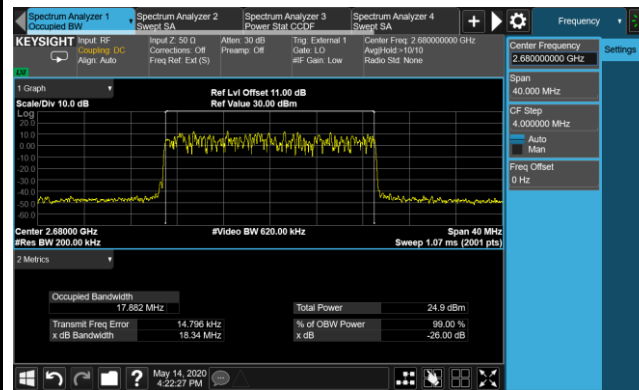 Spectrum Analyzer 1
Occupied BW
Spectrum Analyzer 2
Swept SA
Spectrum Analyzer 3
Power Stat CCDF
Spectrum Analyzer 4
Swept SA
Frequency
KEYSIGHT
Input: RF
Coupling: DC
Align: Auto
Input Z: 50 Ω
Corrections: Off
Freq Ref: Ext (S)
Atten: 30 dB
Preamp: Off
Trig: External 1
Gate: LO
#IF Gain: Low
Center Freq: 2.680000000 GHz
Avg|Hold:>10/10
Radio Std: None
LXI
Center Frequency
2.680000000 GHz
Settings
Span
40.000 MHz
CF Step
4.000000 MHz
Auto
Man
Freq Offset
0 Hz
1 Graph
Scale/Div 10.0 dB
Ref Lvl Offset 11.00 dB
Ref Value 30.00 dBm
Log
20.0
10.0
0.00
-10.0
-20.0
-30.0
-40.0
-50.0
-60.0
Center 2.68000 GHz
#Res BW 200.00 kHz
#Video BW 620.00 kHz
Span 40 MHz
Sweep 1.07 ms (2001 pts)
2 Metrics
Occupied Bandwidth
17.882 MHz
Total Power 24.9 dBm
Transmit Freq Error 14.796 kHz
% of OBW Power 99.00 %
x dB Bandwidth 18.34 MHz
x dB -26.00 dB
?
May 14, 2020
4:22:27 PM